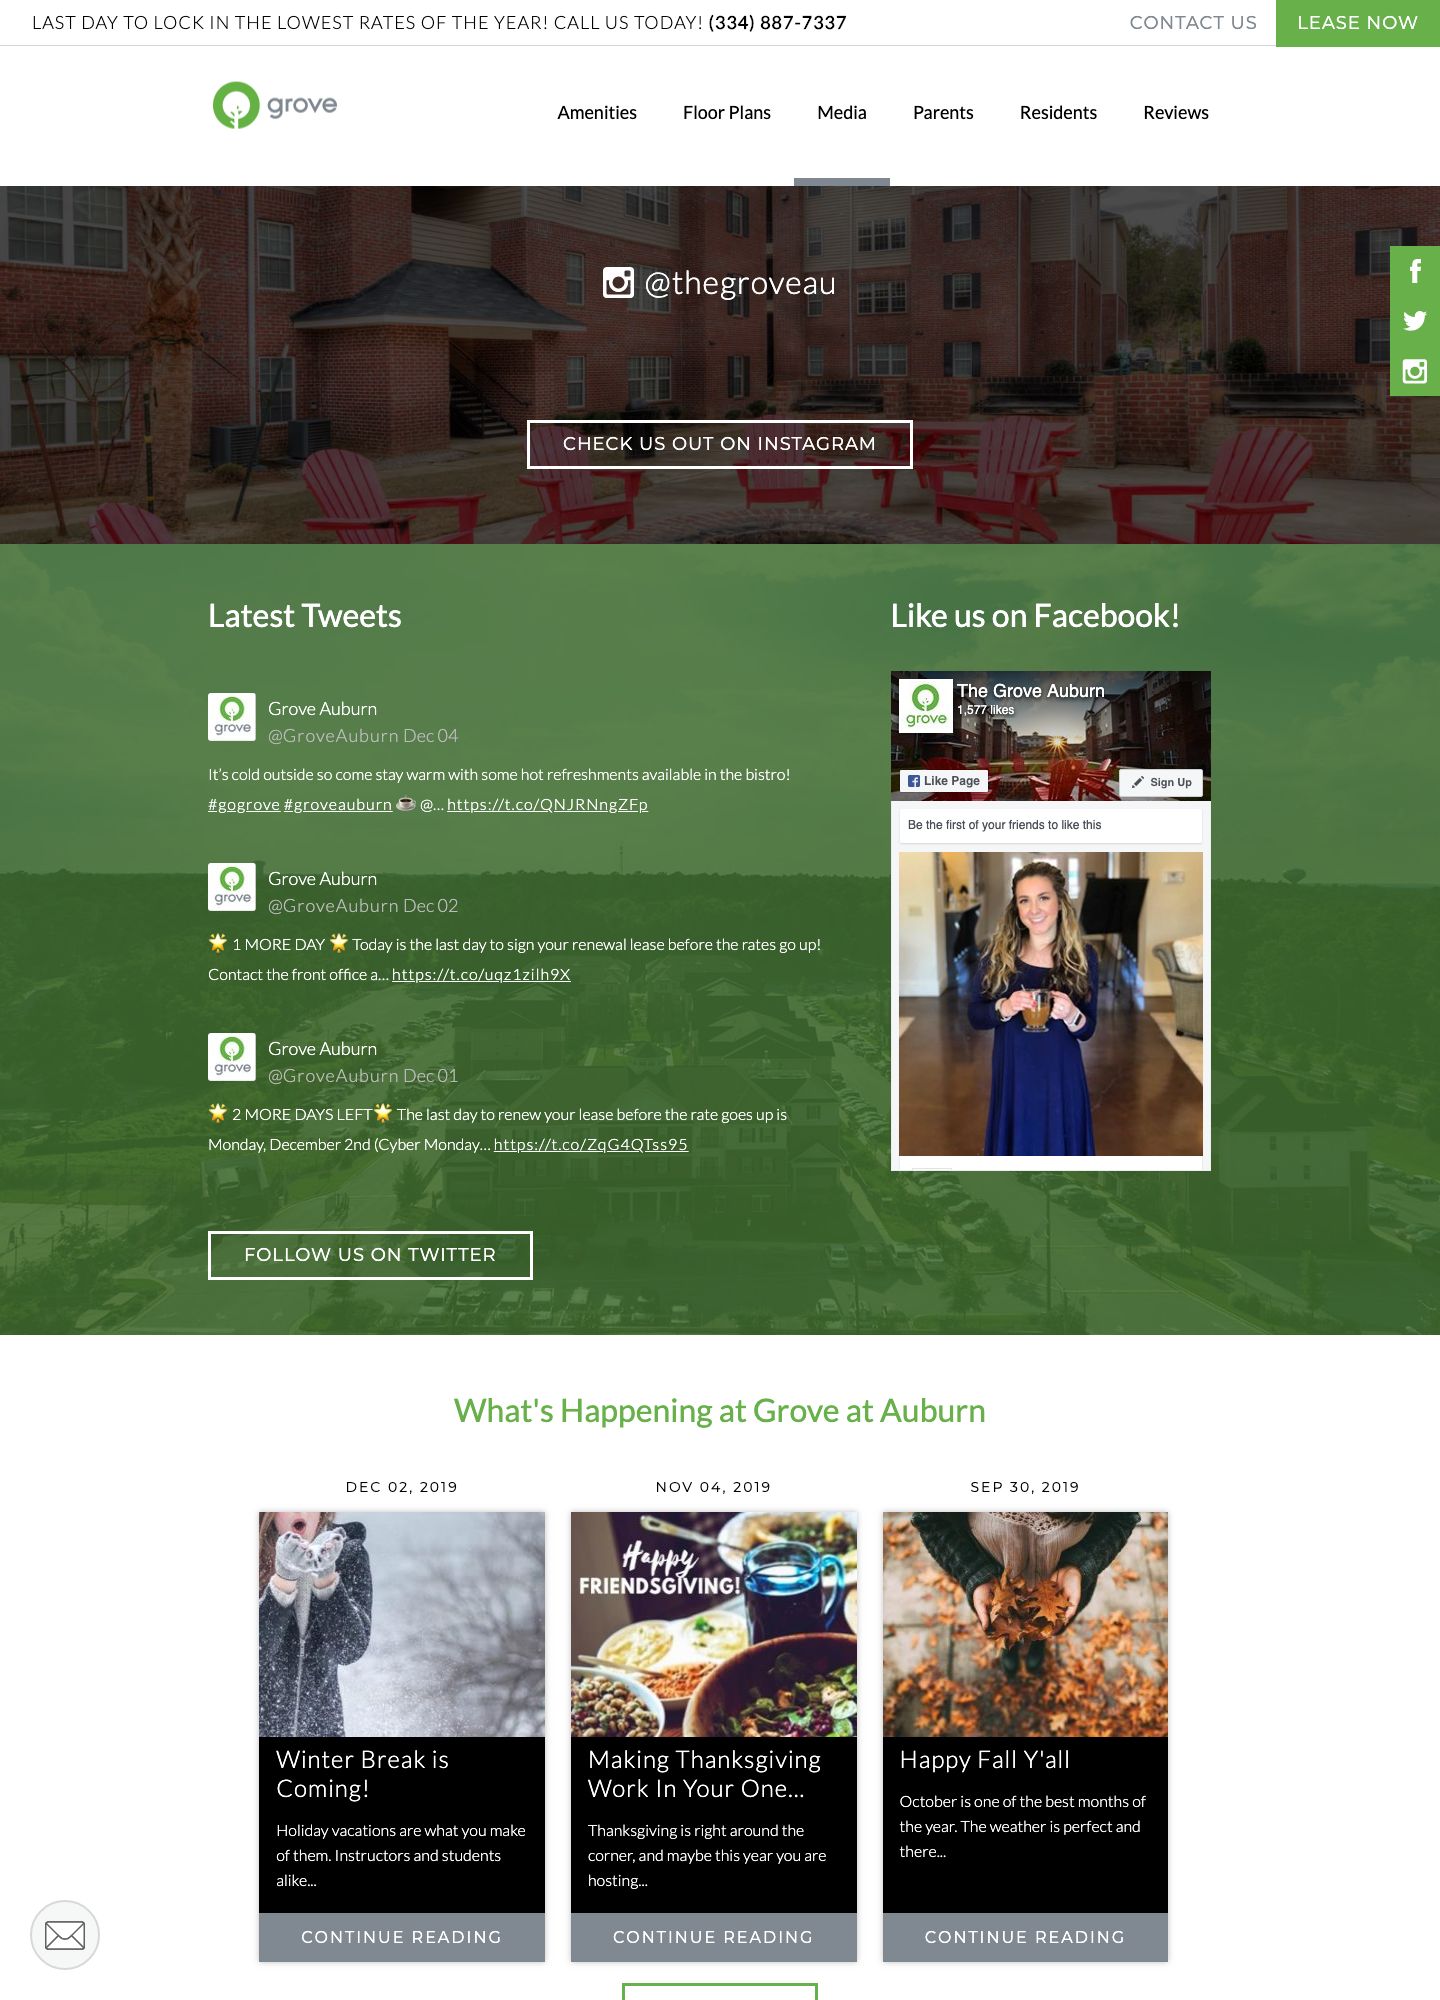 LAST DAY TO LOCK IN THE LOWEST RATES OF THE YEAR! CALL US TODAY! (334) 887-7337
CONTACT US
LEASE NOW
grove
Amenities
Floor Plans
Media
Parents
Residents
Reviews
@thegroveau
CHECK US OUT ON INSTAGRAM
Latest Tweets
grove
Grove Auburn
@GroveAuburn Dec 04
It's cold outside so come stay warm with some hot refreshments available in the bistro!
#gogrove #groveauburn ☕ @... https://t.co/QNJRNngZFp
grove
Grove Auburn
@GroveAuburn Dec 02
🌟 1 MORE DAY 🌟 Today is the last day to sign your renewal lease before the rates go up!
Contact the front office a... https://t.co/uqz1zilh9X
grove
Grove Auburn
@GroveAuburn Dec 01
🌟 2 MORE DAYS LEFT🌟 The last day to renew your lease before the rate goes up is
Monday, December 2nd (Cyber Monday... https://t.co/ZqG4QTss95
FOLLOW US ON TWITTER
Like us on Facebook!
grove
The Grove Auburn
1,577 likes
Like Page
Sign Up
Be the first of your friends to like this
What's Happening at Grove at Auburn
DEC 02, 2019
Winter Break is
Coming!
Holiday vacations are what you make
of them. Instructors and students
alike...
CONTINUE READING
NOV 04, 2019
Happy
FRIENDSGIVING!
Making Thanksgiving
Work In Your One...
Thanksgiving is right around the
corner, and maybe this year you are
hosting...
CONTINUE READING
SEP 30, 2019
Happy Fall Y'all
October is one of the best months of
the year. The weather is perfect and
there...
CONTINUE READING